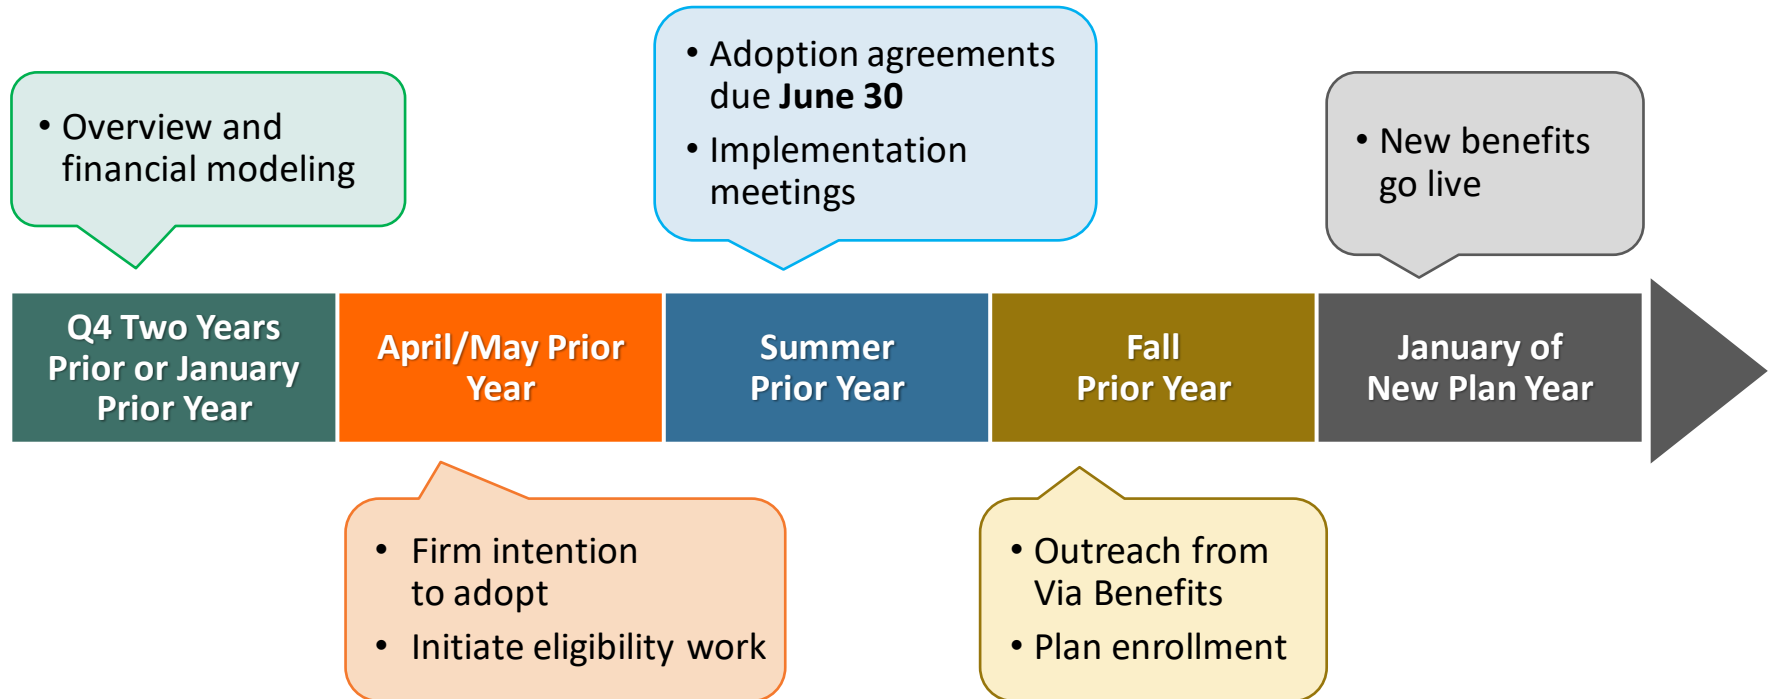 • Overview and
financial modeling
• Adoption agreements
due June 30
• Implementation
meetings
• New benefits
go live
Q4 Two Years
Prior or January
Prior Year
April/May Prior
Year
Summer
Prior Year
Fall
Prior Year
January of
New Plan Year
• Firm intention
to adopt
• Initiate eligibility work
• Outreach from
Via Benefits
• Plan enrollment